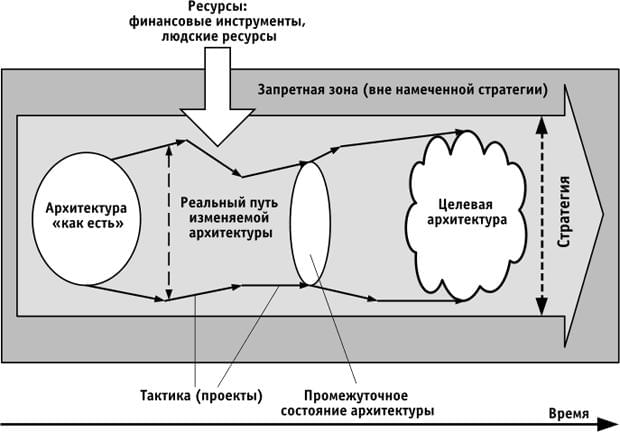 Ресурсы:
финансовые инструменты,
людские ресурсы
Запретная зона (вне намеченной стратегии)
Архитектура
«как есть»
Реальный путь
изменяемой
архитектуры
Целевая
архитектура
Стратегия
Тактика (проекты)
Промежуточное
состояние архитектуры
Время